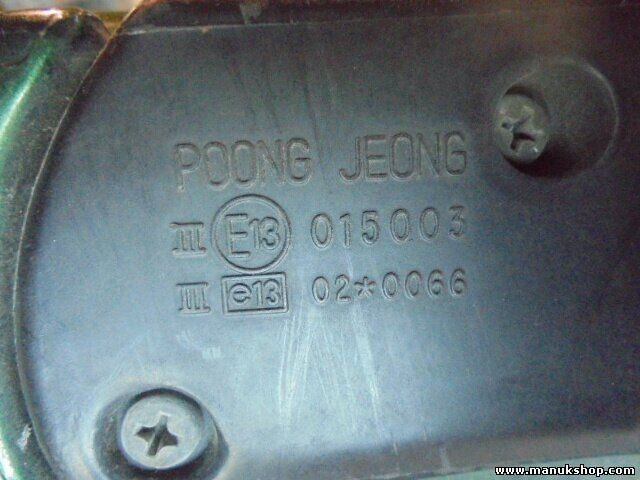 POONG JEONG
III E13 015003
III e13 02*0066
www.manukshop.com